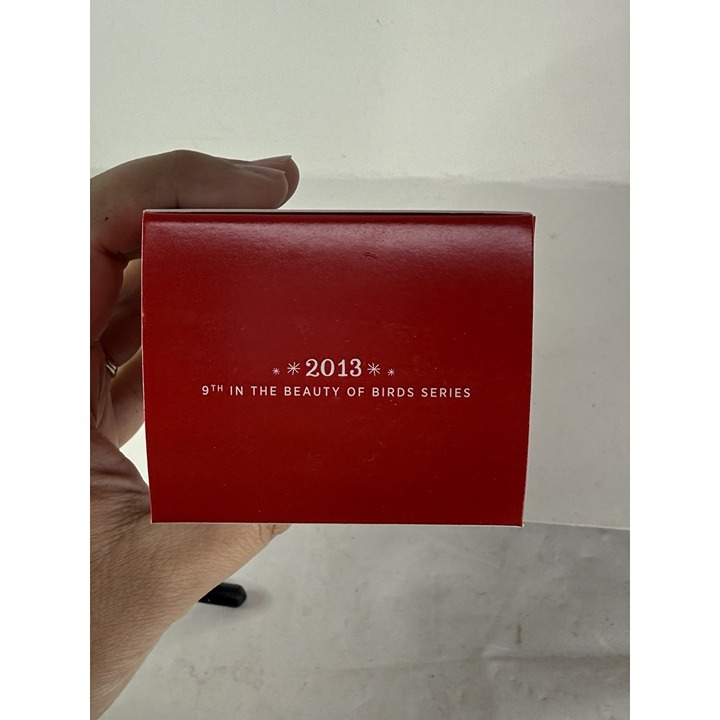 * *2013* *
9TH IN THE BEAUTY OF BIRDS SERIES